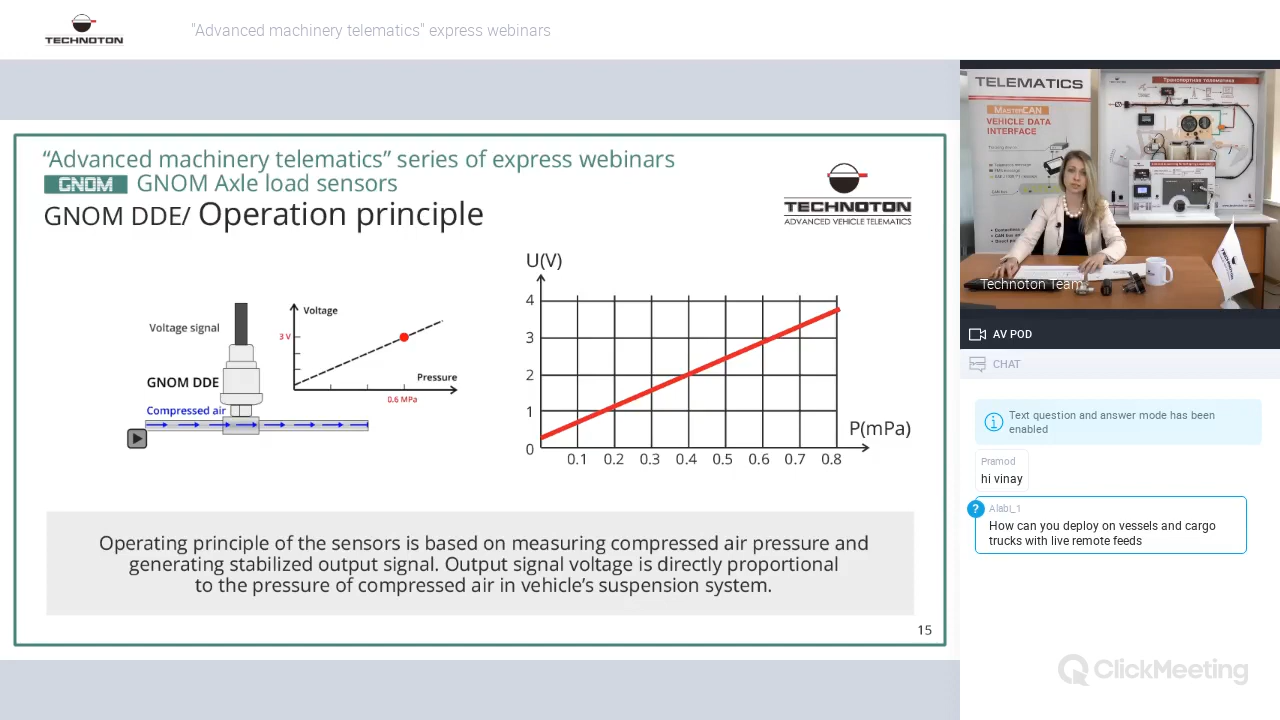 TECHNOTON
"Advanced machinery telematics" express webinars
“Advanced machinery telematics” series of express webinars
GNOM GNOM Axle load sensors
GNOM DDE/ Operation principle
TECHNOTON
ADVANCED VEHICLE TELEMATICS
Voltage signal
GNOM DDE
Compressed air
Voltage
3 V
Pressure
0.6 MPa
U(V)
4
3
2
1
0
0.1 0.2 0.3 0.4 0.5 0.6 0.7 0.8
P(mPa)
Operating principle of the sensors is based on measuring compressed air pressure and
generating stabilized output signal. Output signal voltage is directly proportional
to the pressure of compressed air in vehicle’s suspension system.
15
TELEMATICS
MASTERCAN
VEHICLE DATA
INTERFACE
Транспортная телематика
Technoton Team
AV POD
CHAT
Text question and answer mode has been
enabled
Pramod
hi vinay
?
Alabi_1
How can you deploy on vessels and cargo
trucks with live remote feeds
ClickMeeting